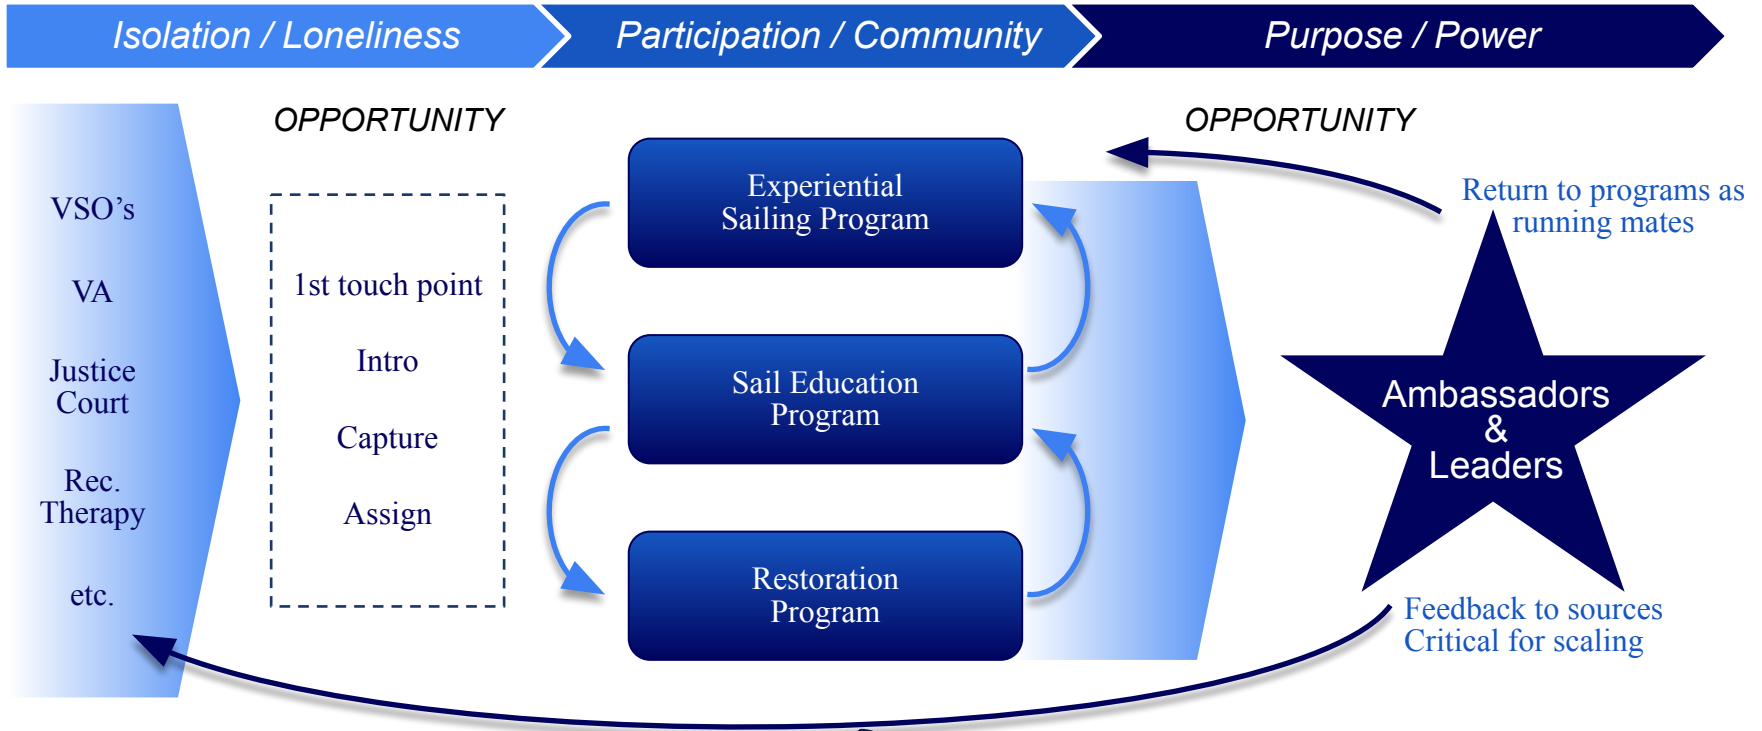 Isolation / Loneliness
Participation / Community
Purpose / Power
OPPORTUNITY
OPPORTUNITY
VSO’s
VA
Justice
Court
Rec.
Therapy
etc.
1st touch point
Intro
Capture
Assign
Experiential
Sailing Program
Sail Education
Program
Restoration
Program
Return to programs as
running mates
Ambassadors
&
Leaders
Feedback to sources
Critical for scaling